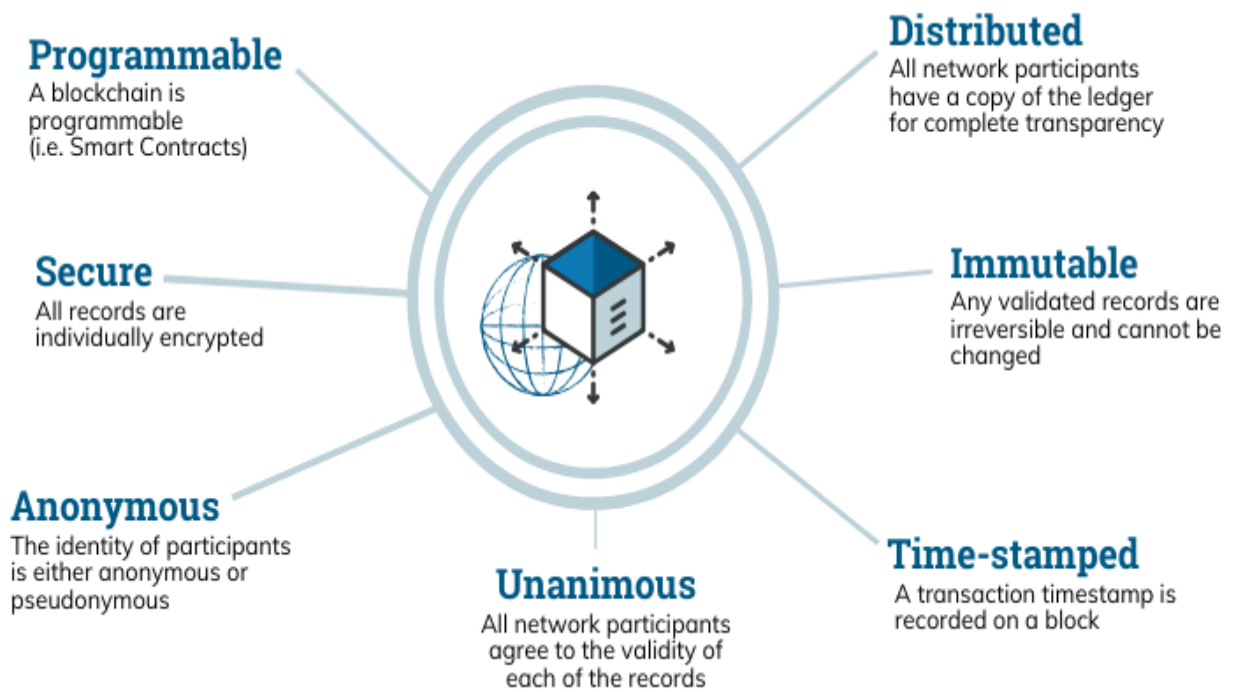 Programmable
A blockchain is
programmable
(i.e. Smart Contracts)
Distributed
All network participants
have a copy of the ledger
for complete transparency
Secure
All records are
individually encrypted
Immutable
Any validated records are
irreversible and cannot be
changed
Anonymous
The identity of participants
is either anonymous or
pseudonymous
Unanimous
All network participants
agree to the validity of
each of the records
Time-stamped
A transaction timestamp is
recorded on a block